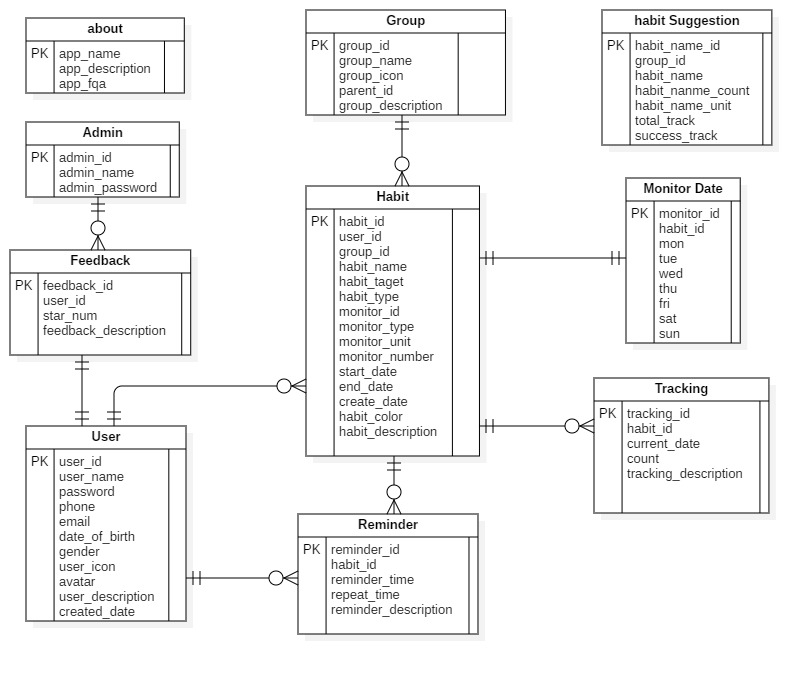 about
PK app_name
app_description
app_fqa
Group
PK group_id
group_name
group_icon
parent_id
group_description
habit Suggestion
PK habit_name_id
group_id
habit_name
habit_nanme_count
habit_name_unit
total_track
success_track
Admin
PK admin_id
admin_name
admin_password
Habit
PK habit_id
user_id
group_id
habit_name
habit_taget
habit_type
monitor_id
monitor_type
monitor_unit
monitor_number
start_date
end_date
create_date
habit_color
habit_description
Monitor Date
PK monitor_id
habit_id
mon
tue
wed
thu
fri
sat
sun
Feedback
PK feedback_id
user_id
star_num
feedback_description
Tracking
PK tracking_id
habit_id
current_date
count
tracking_description
User
PK user_id
user_name
password
phone
email
date_of_birth
gender
user_icon
avatar
user_description
created_date
Reminder
PK reminder_id
habit_id
reminder_time
repeat_time
reminder_description